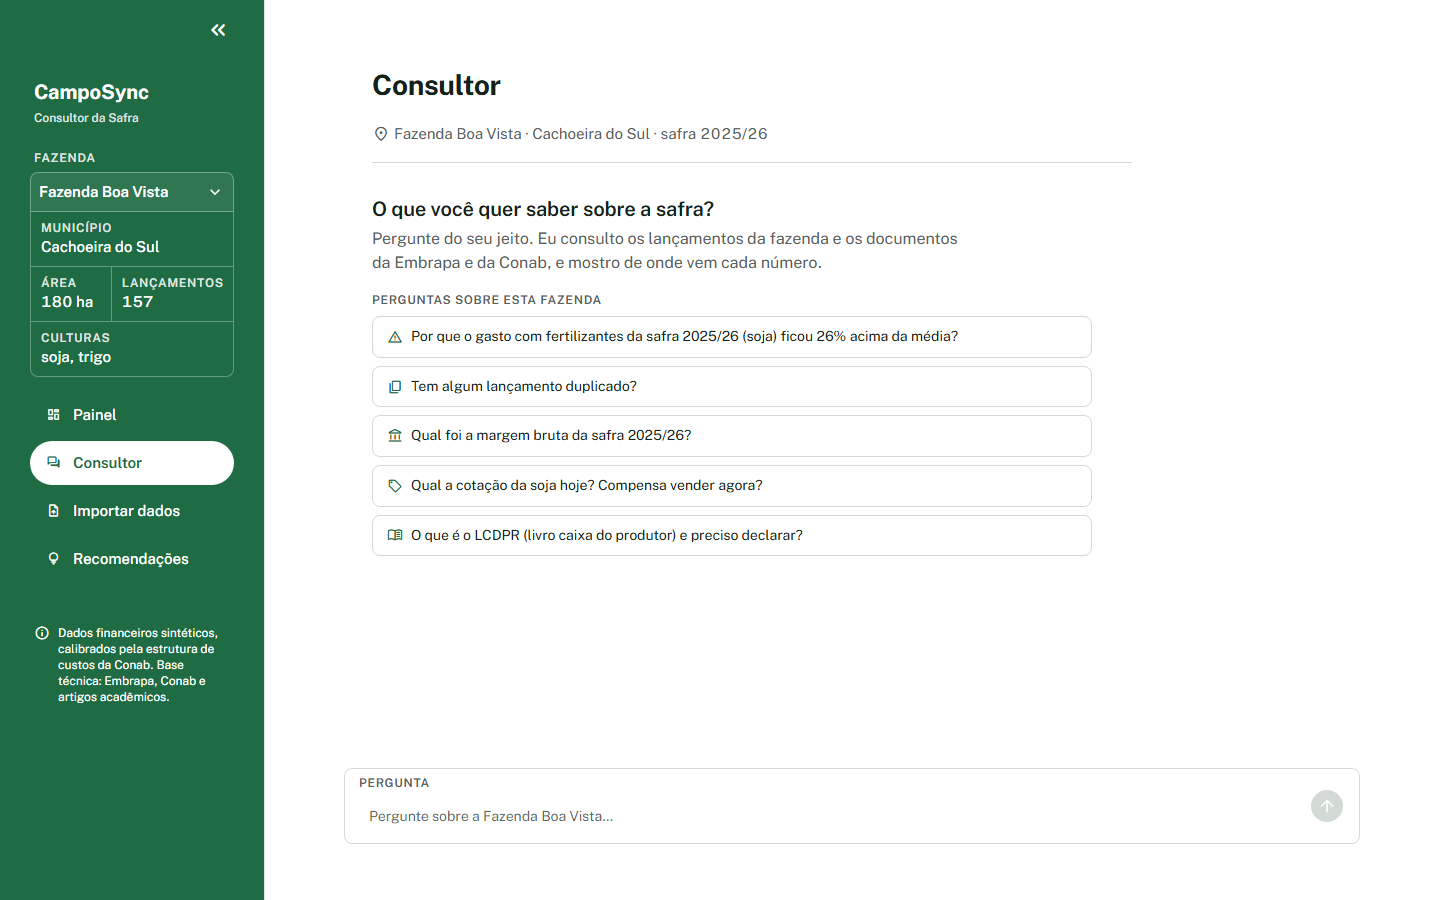 CampoSync
Consultor da Safra
FAZENDA
Fazenda Boa Vista
MUNICÍPIO
Cachoeira do Sul
ÁREA
180 ha
LANÇAMENTOS
157
CULTURAS
soja, trigo
Painel
Consultor
Importar dados
Recomendações
Dados financeiros sintéticos,
calibrados pela estrutura de
custos da Conab. Base
técnica: Embrapa, Conab e
artigos acadêmicos.
Consultor
Fazenda Boa Vista · Cachoeira do Sul · safra 2025/26
O que você quer saber sobre a safra?
Pergunte do seu jeito. Eu consulto os lançamentos da fazenda e os documentos
da Embrapa e da Conab, e mostro de onde vem cada número.
PERGUNTAS SOBRE ESTA FAZENDA
Por que o gasto com fertilizantes da safra 2025/26 (soja) ficou 26% acima da média?
Tem algum lançamento duplicado?
Qual foi a margem bruta da safra 2025/26?
Qual a cotação da soja hoje? Compensa vender agora?
O que é o LCDPR (livro caixa do produtor) e preciso declarar?
PERGUNTA
Pergunte sobre a Fazenda Boa Vista...